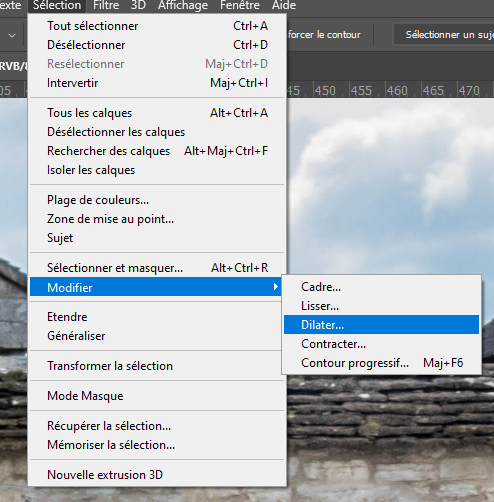 exte Sélection Filtre 3D Affichage Fenêtre Aide
Tout sélectionner Ctrl+A
forcer le contour Sélectionner un suje
Désélectionner Ctrl+D
Resélectionner Maj+Ctrl+D
RVB/8
Intervertir Maj+Ctrl+I
05 445 450 455 460 465 470
Tous les calques Alt+Ctrl+A
Désélectionner les calques
Rechercher des calques Alt+Maj+Ctrl+F
Isoler les calques
Plage de couleurs...
Zone de mise au point...
Sujet
Sélectionner et masquer... Alt+Ctrl+R
Modifier
Cadre...
Lisser...
Dilater...
Contracter...
Contour progressif... Maj+F6
Etendre
Généraliser
Transformer la sélection
Mode Masque
Récupérer la sélection...
Mémoriser la sélection...
Nouvelle extrusion 3D